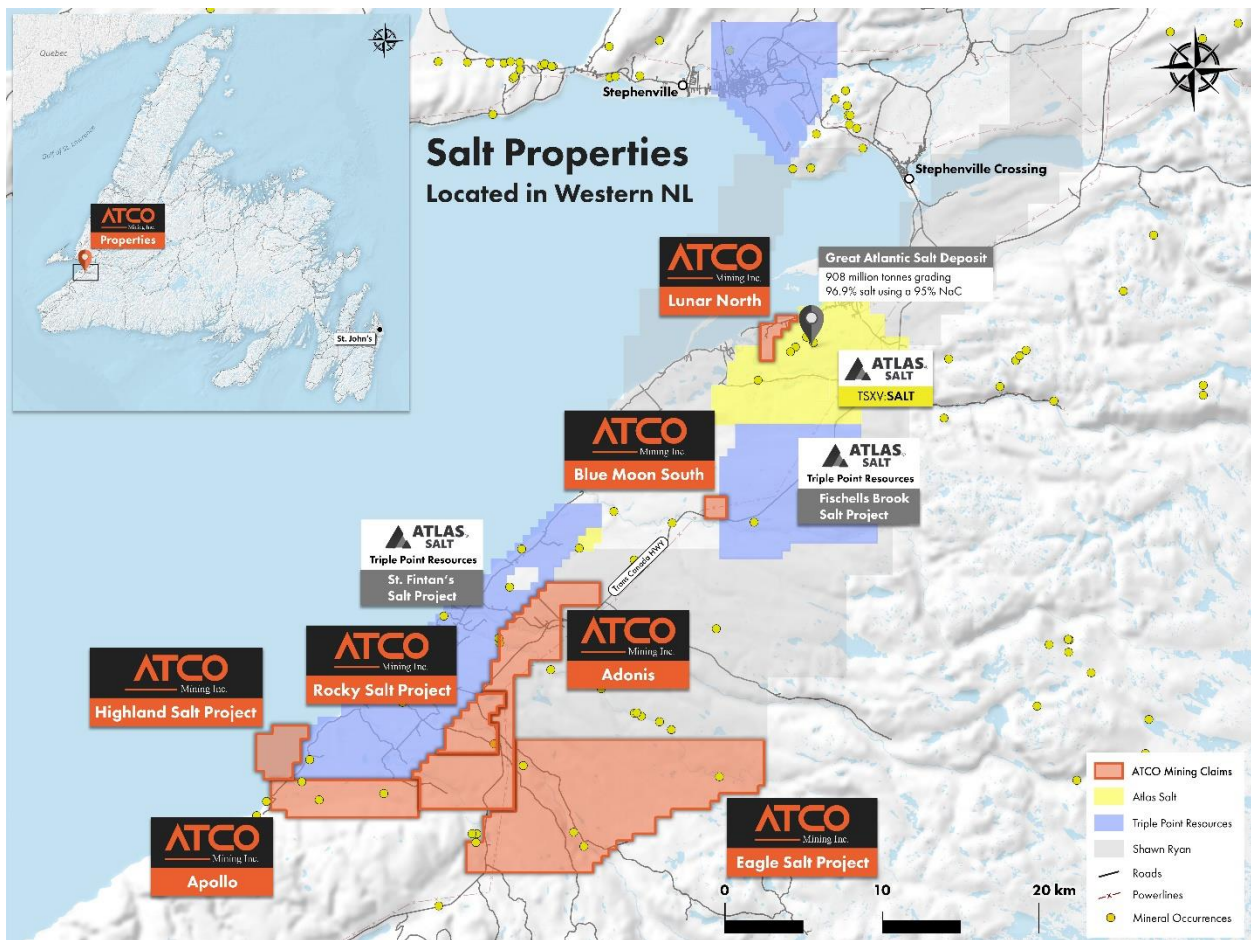 Quebec
Gulf of St. Lawrence
ATCO
Mining Inc.
Properties
St. John's
Stephenville
Salt Properties
Located in Western NL
Stephenville Crossing
ATCO
Mining Inc.
Lunar North
Great Atlantic Salt Deposit
908 million tonnes grading
96.9% salt using a 95% NaC
ATLAS
SALT
TSXV:SALT
ATCO
Mining Inc.
Blue Moon South
ATLAS
SALT
Triple Point Resources
Fischells Brook
Salt Project
Trans Canada HWY
ATLAS
SALT
Triple Point Resources
St. Fintan's
Salt Project
ATCO
Mining Inc.
Rocky Salt Project
ATCO
Mining Inc.
Adonis
ATCO
Mining Inc.
Highland Salt Project
ATCO
Mining Inc.
Apollo
ATCO
Mining Inc.
Eagle Salt Project
ATCO Mining Claims
Atlas Salt
Triple Point Resources
Shawn Ryan
Roads
Powerlines
Mineral Occurrences
0 10 20 km